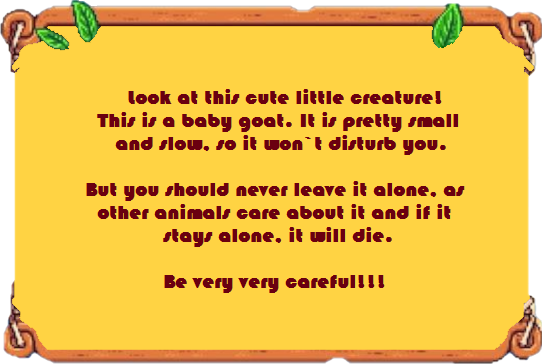 Look at this cute little creature!
This is a baby goat. It is pretty small
and slow, so it won`t disturb you.
But you should never leave it alone, as
other animals care about it and if it
stays alone, it will die.
Be very very careful!!!